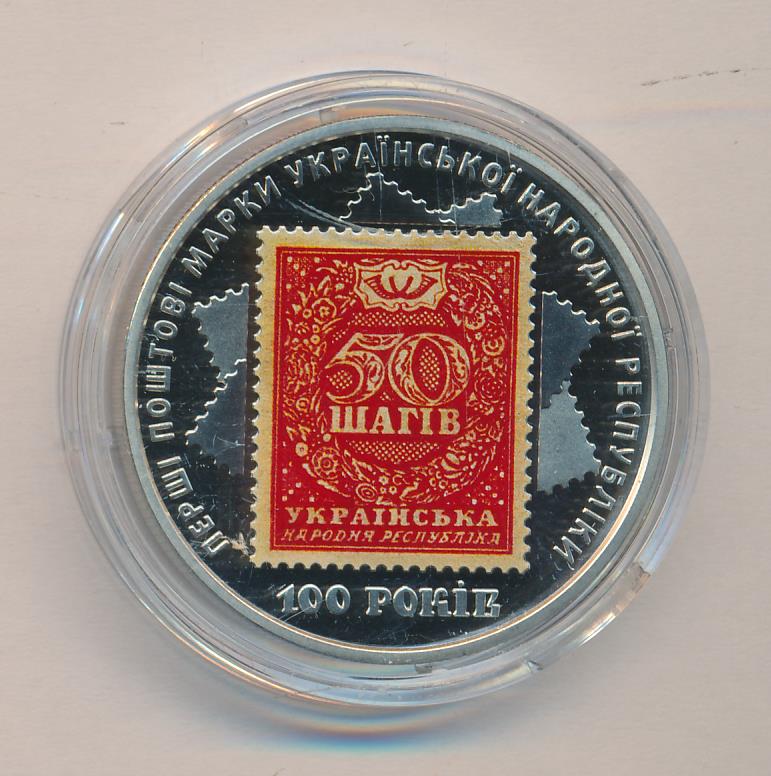 ПЕРШІ ПОШТОВІ МАРКИ УКРАЇНСЬКОЇ НАРОДНОЇ РЕСПУБЛІКИ
50
ШАГІВ
УКРАЇНСЬКА
НАРОДНЯ РЕСПУБЛІКА
100 РОКІВ